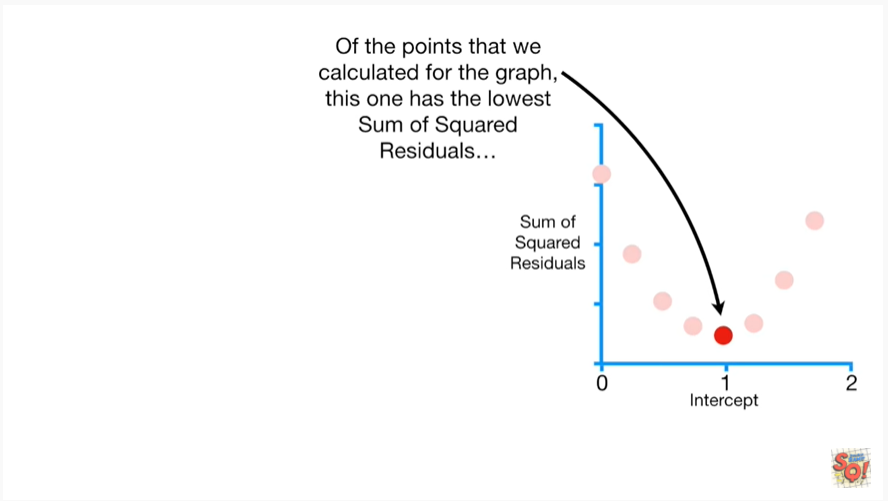 Of the points that we
calculated for the graph,
this one has the lowest
Sum of Squared
Residuals...
Sum of
Squared
Residuals
0
1
2
Intercept
SQ!